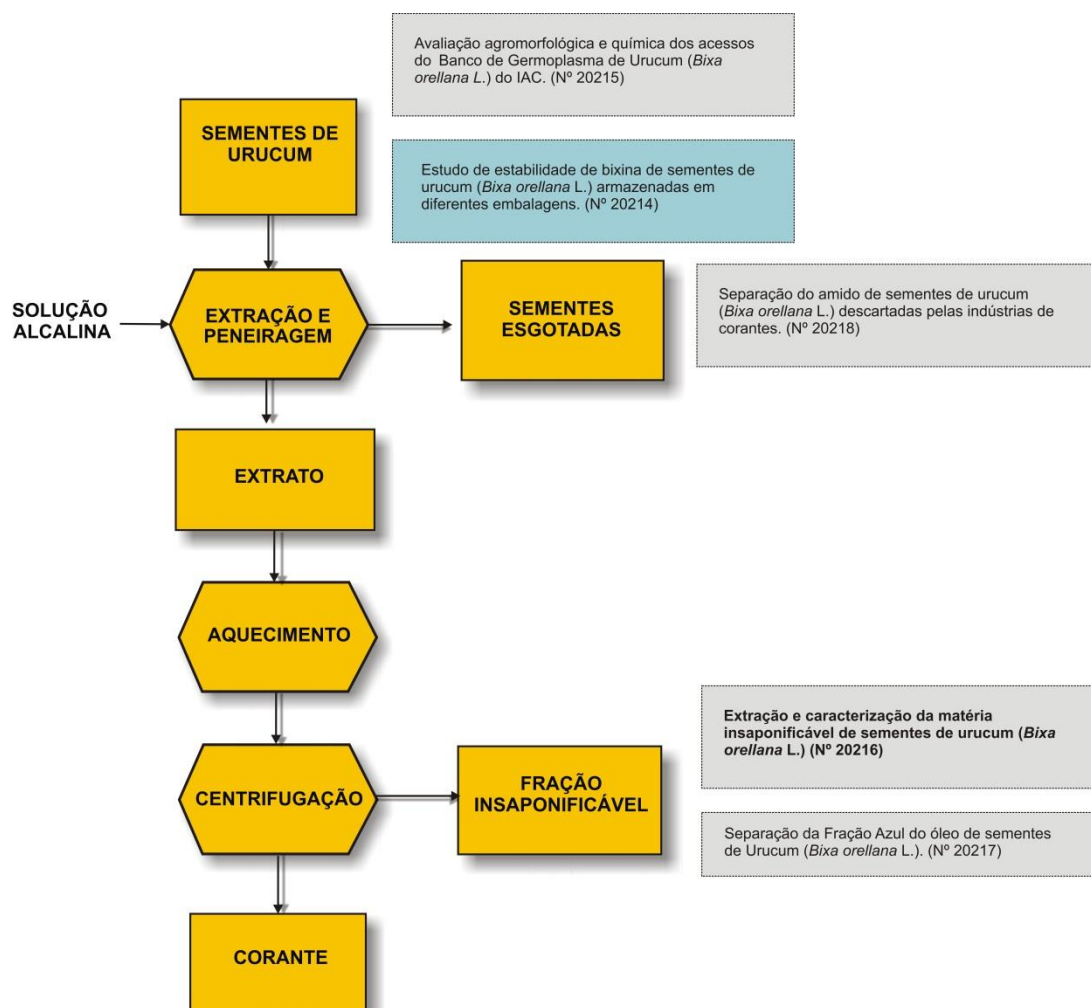 Avaliação agromorfológica e química dos acessos
do Banco de Germoplasma de Urucum (Bixa
orellana L.) do IAC. (Nº 20215)
SEMENTES DE
URUCUM
Estudo de estabilidade de bixina de sementes de
urucum (Bixa orellana L.) armazenadas em
diferentes embalagens. (Nº 20214)
SOLUÇÃO
ALCALINA
EXTRAÇÃO E
PENEIRAGEM
SEMENTES
ESGOTADAS
Separação do amido de sementes de urucum
(Bixa orellana L.) descartadas pelas indústrias de
corantes. (Nº 20218)
EXTRATO
AQUECIMENTO
CENTRIFUGAÇÃO
FRAÇÃO
INSAPONIFICÁVEL
Extração e caracterização da matéria
insaponificável de sementes de urucum (Bixa
orellana L.) (Nº 20216)
Separação da Fração Azul do óleo de sementes
de Urucum (Bixa orellana L.). (Nº 20217)
CORANTE